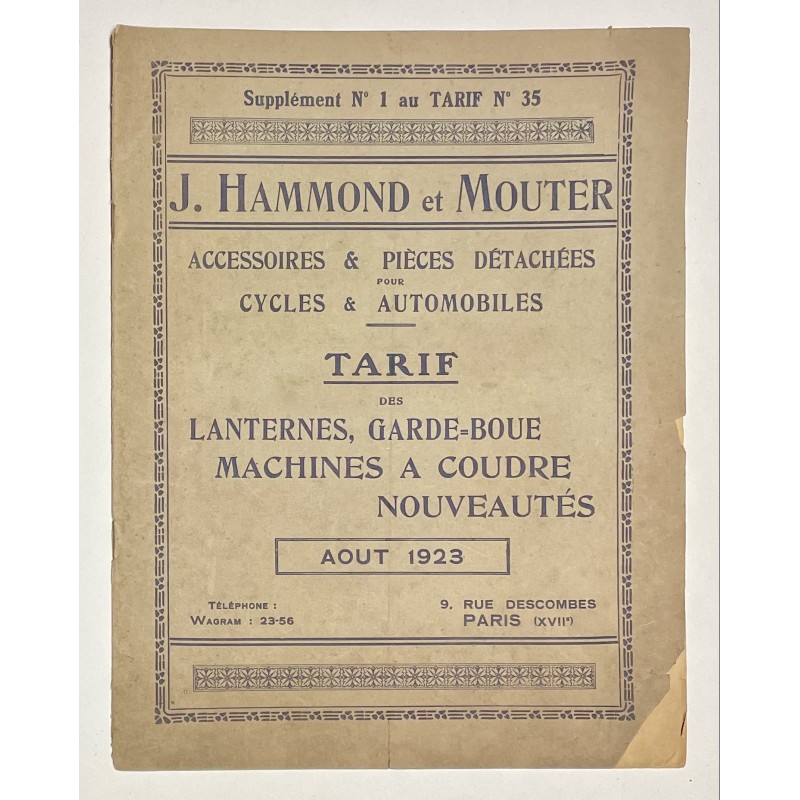 Supplément N° 1 au TARIF N° 35
J. HAMMOND et MOUTER
ACCESSOIRES & PIÈCES DÉTACHÉES
POUR
CYCLES & AUTOMOBILES
TARIF
DES
LANTERNES, GARDE=BOUE
MACHINES A COUDRE
NOUVEAUTÉS
AOUT 1923
TÉLÉPHONE :
WAGRAM : 23-56
9, RUE DESCOMBES
PARIS (XVIIᵉ)